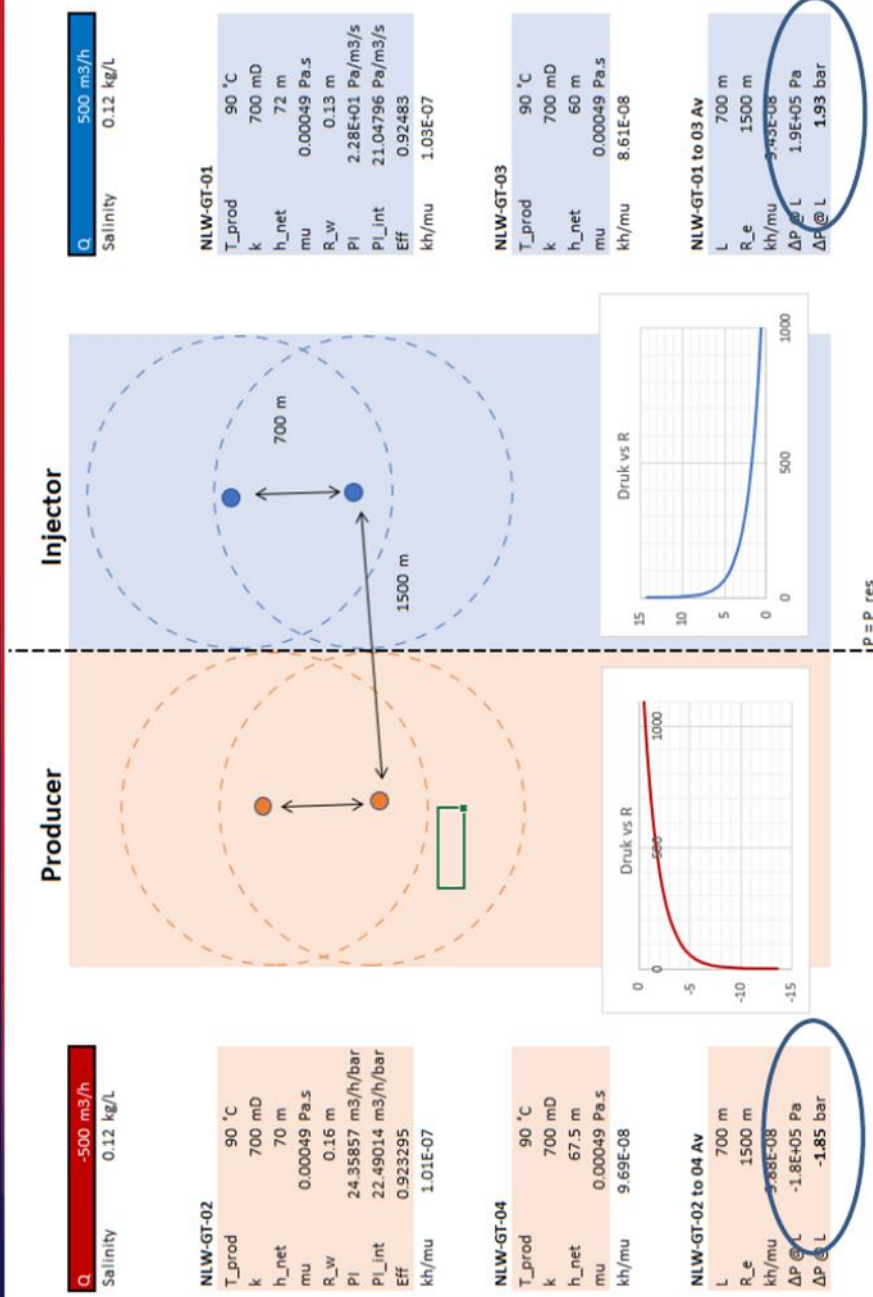 Producer
Injector
Q -500 m3/h
Salinity 0.12 kg/L
NLW-GT-02
T_prod 90 °C
k 700 mD
h_net 70 m
mu 0.00049 Pa.s
R_w 0.16 m
PI 24.35857 m3/h/bar
PI_int 22.49014 m3/h/bar
Eff 0.923295
kh/mu 1.01E-07
NLW-GT-04
T_prod 90 °C
k 700 mD
h_net 67.5 m
mu 0.00049 Pa.s
kh/mu 9.69E-08
NLW-GT-02 to 04 Av
L 700 m
R_e 1500 m
kh/mu 9.88E-08
ΔP @ L -1.8E+05 Pa
ΔP @ L -1.85 bar
700 m
1500 m
Druk vs R
0
-5
-10
-15
0
500
1000
Druk vs R
15
10
5
0
0
500
1000
P = P_res
Q 500 m3/h
Salinity 0.12 kg/L
NLW-GT-01
T_prod 90 °C
k 700 mD
h_net 72 m
mu 0.00049 Pa.s
R_w 0.13 m
PI 2.28E+01 Pa/m3/s
PI_int 21.04796 Pa/m3/s
Eff 0.92483
kh/mu 1.03E-07
NLW-GT-03
T_prod 90 °C
k 700 mD
h_net 60 m
mu 0.00049 Pa.s
kh/mu 8.61E-08
NLW-GT-01 to 03 Av
L 700 m
R_e 1500 m
kh/mu 9.43E-08
ΔP @ L 1.9E+05 Pa
ΔP @ L 1.93 bar